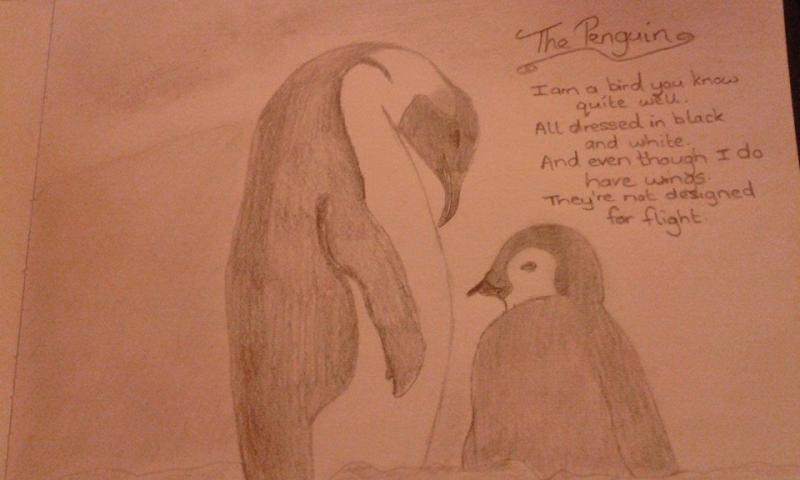 The Penguin
I am a bird you know
quite well.
All dressed in black
and white.
And even though I do
have wings.
They're not designed
for flight.